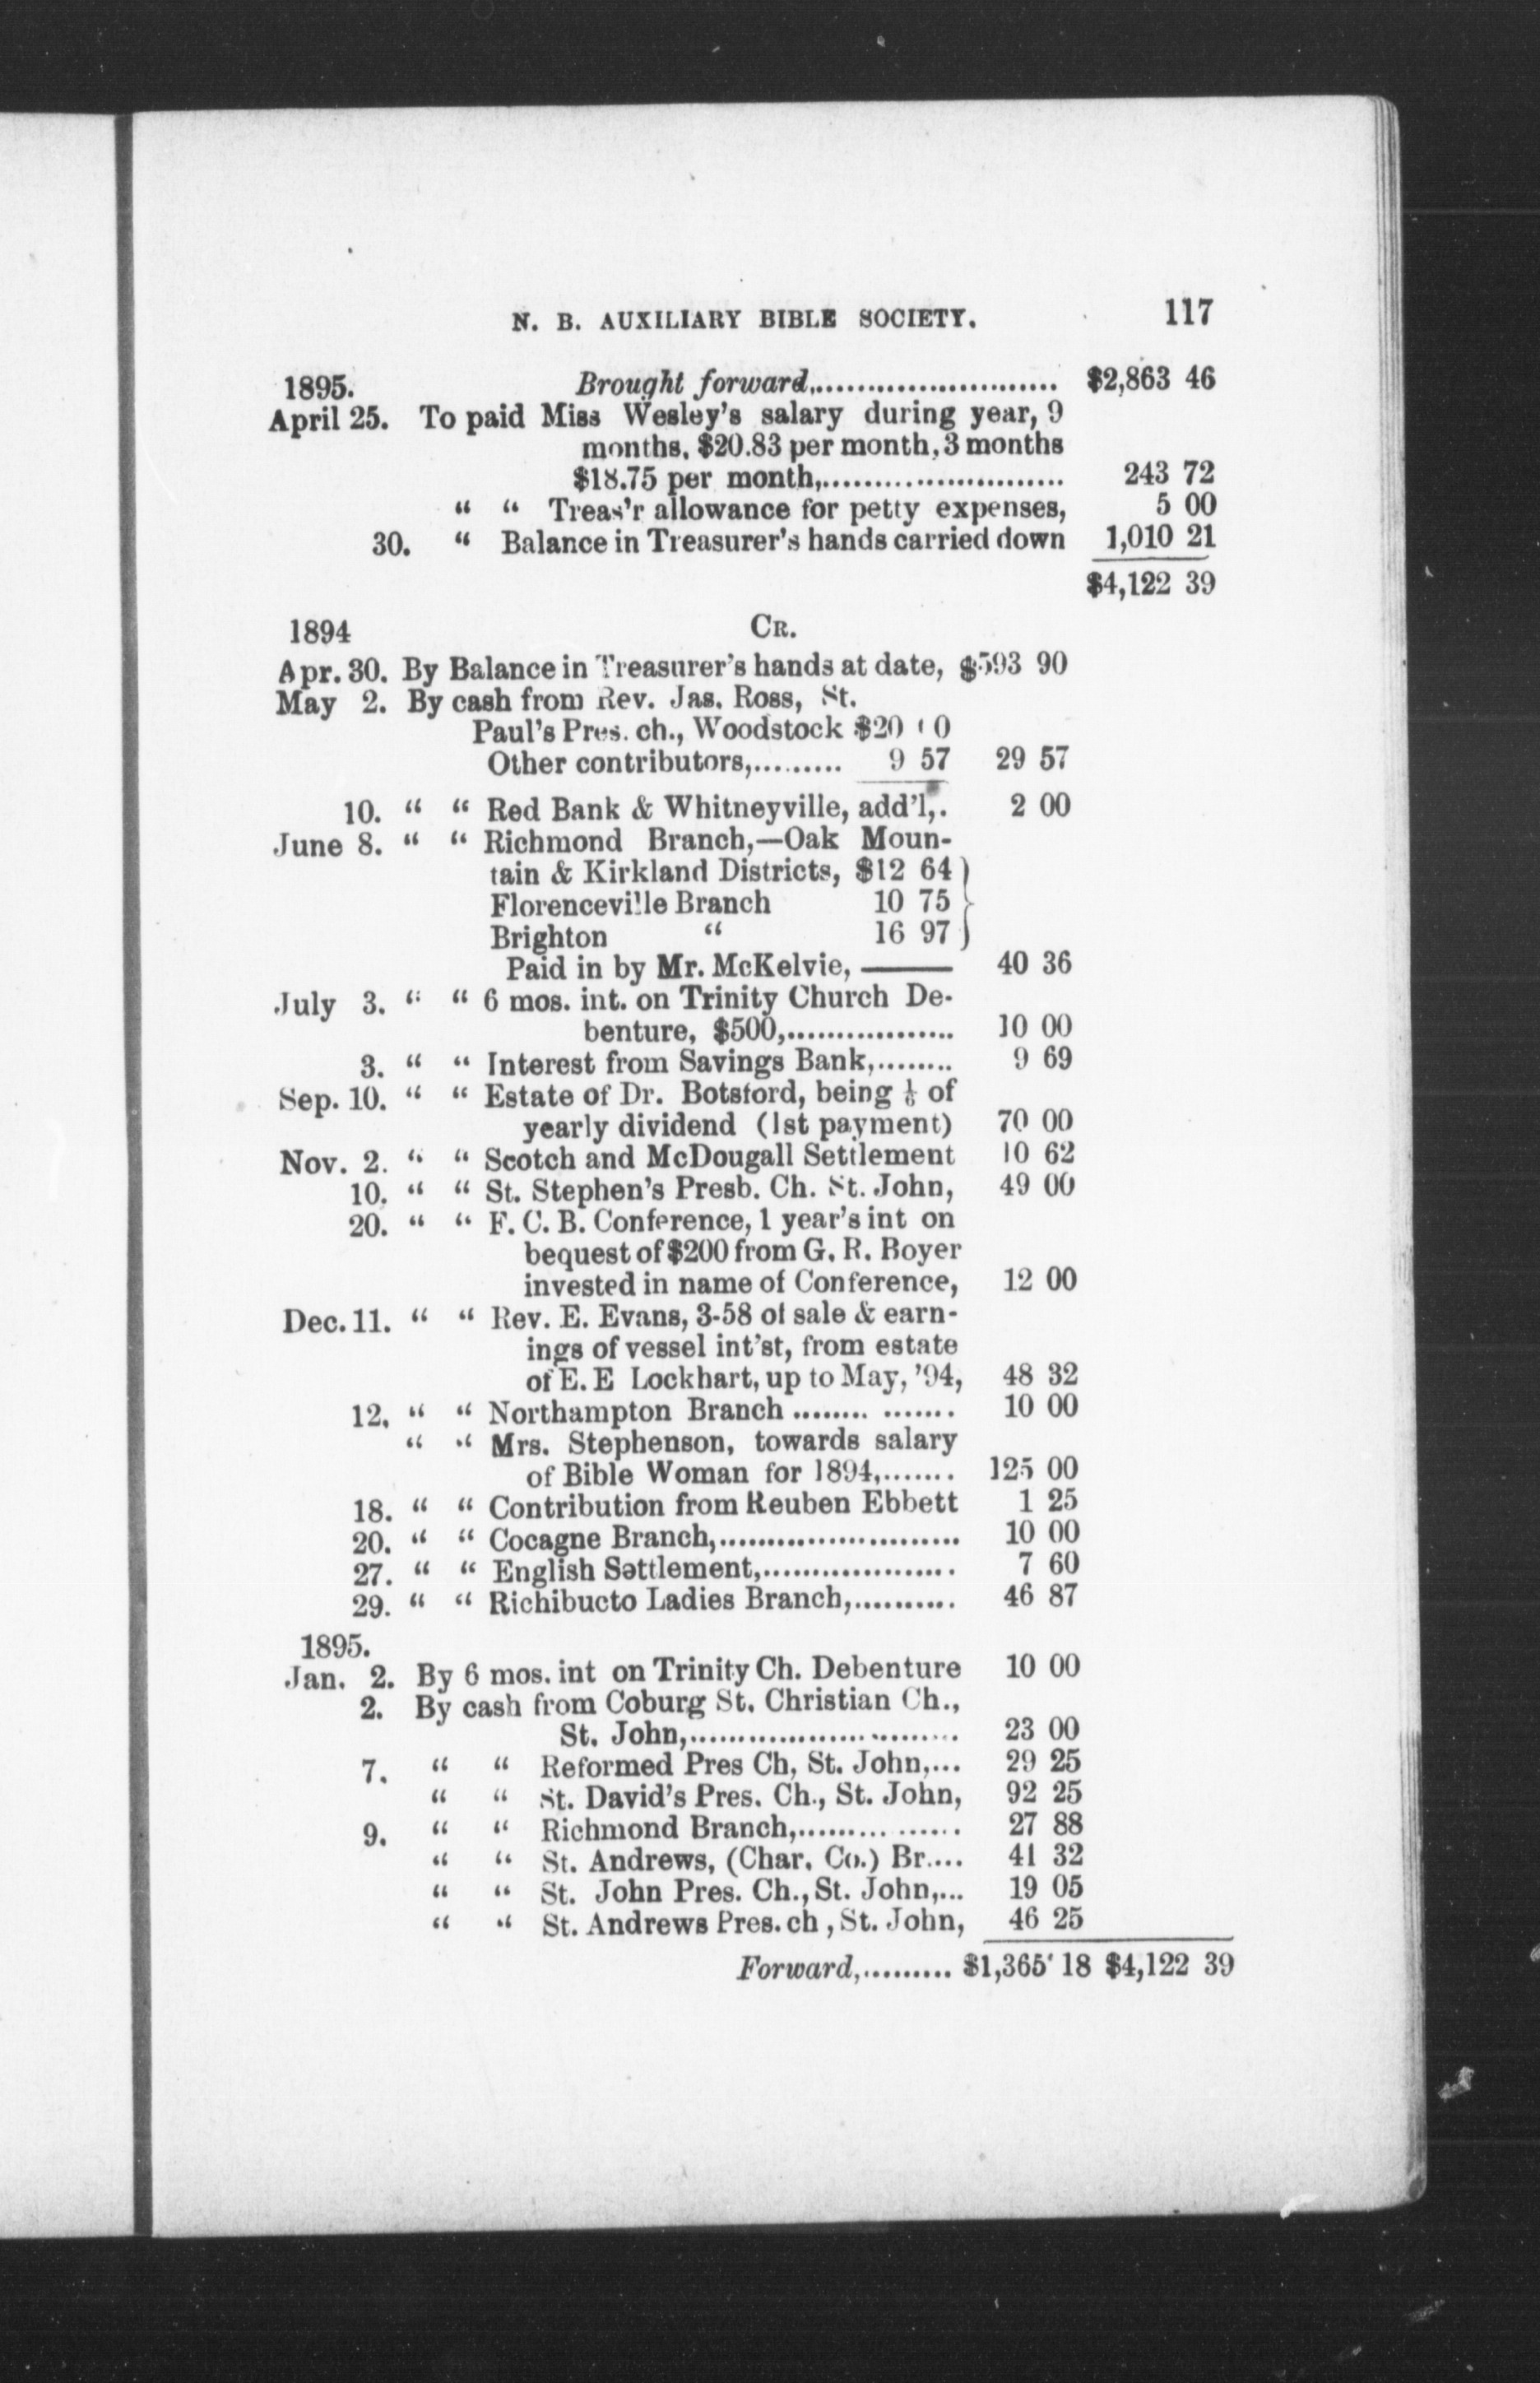 N. B. AUXILIARY BIBLE SOCIETY. 117
1895. Brought forward,........................ $2,863 46
April 25. To paid Miss Wesley's salary during year, 9
months, $20.83 per month, 3 months
$18.75 per month,........................ 243 72
" " Treas'r allowance for petty expenses, 5 00
30. " Balance in Treasurer's hands carried down 1,010 21
$4,122 39
1894 CR.
Apr. 30. By Balance in Treasurer's hands at date, $593 90
May 2. By cash from Rev. Jas. Ross, St.
Paul's Pres. ch., Woodstock $20 00
Other contributors,......... 9 57 29 57
10. " " Red Bank & Whitneyville, add'l,. 2 00
June 8. " " Richmond Branch,—Oak Moun-
tain & Kirkland Districts, $12 64
Florenceville Branch 10 75
Brighton " 16 97
Paid in by Mr. McKelvie, ——— 40 36
July 3. " " 6 mos. int. on Trinity Church De-
benture, $500,................. 10 00
3. " " Interest from Savings Bank,........ 9 69
Sep. 10. " " Estate of Dr. Botsford, being of
yearly dividend (1st payment) 70 00
Nov. 2. " " Scotch and McDougall Settlement 10 62
10. " " St. Stephen's Presb. Ch. St. John, 49 00
20. " " F. C. B. Conference, 1 year's int on
bequest of $200 from G. R. Boyer
invested in name of Conference, 12 00
Dec. 11. " " Rev. E. Evans, 3-58 of sale & earn-
ings of vessel int'st, from estate
of E. E Lockhart, up to May, '94, 48 32
12, " " Northampton Branch ........ ....... 10 00
" " Mrs. Stephenson, towards salary
of Bible Woman for 1894,....... 125 00
18. " " Contribution from Reuben Ebbett 1 25
20. " " Cocagne Branch,........................ 10 00
27. " " English Sattlement,................... 7 60
29. " " Richibucto Ladies Branch,.......... 46 87
1895.
Jan. 2. By 6 mos. int on Trinity Ch. Debenture 10 00
2. By cash from Coburg St. Christian Ch.,
St. John,........................... 23 00
7. " " Reformed Pres Ch, St. John,... 29 25
" " St. David's Pres. Ch., St. John, 92 25
9. " " Richmond Branch,......... ...... 27 88
" " St. Andrews, (Char. Co.) Br.... 41 32
" " St. John Pres. Ch., St. John,... 19 05
" " St. Andrews Pres. ch , St. John, 46 25
Forward,......... $1,365 18 $4,122 39